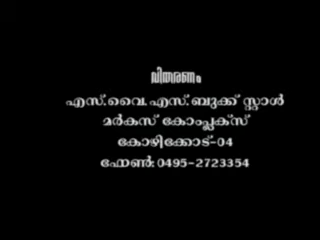 വിതരണം
എസ്.വൈ.എസ്.ബുക്ക് സ്റ്റാൾ
മർകസ് കോംപ്ലക്സ്
കോഴിക്കോട്-04
ഫോൺ:0495-2723354